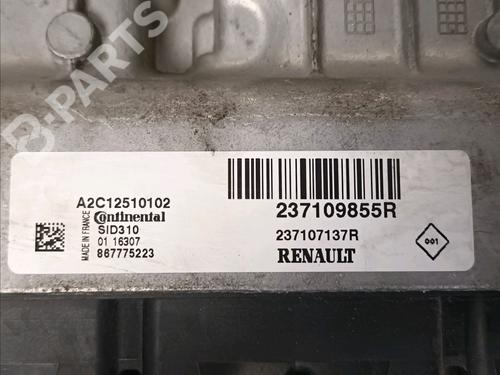 B-PARTS
A2C12510102
Continental
SID310
01 16307
867775223
MADE IN FRANCE
237109855R
237107137R
RENAULT
001